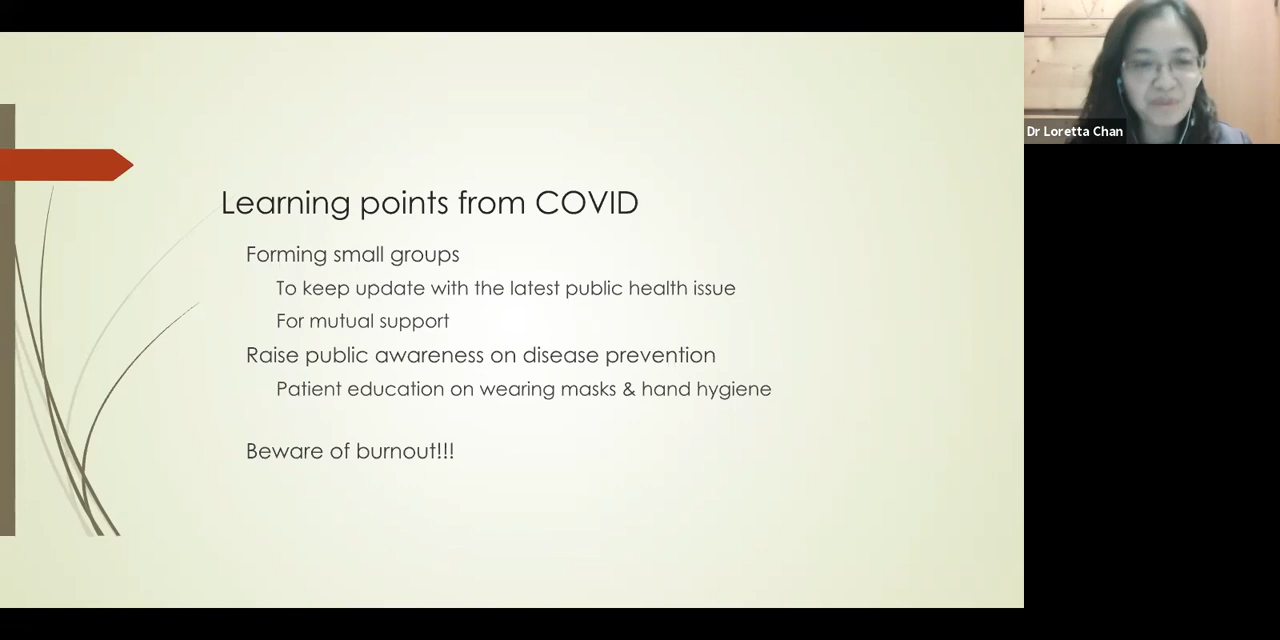 Learning points from COVID
Forming small groups
To keep update with the latest public health issue
For mutual support
Raise public awareness on disease prevention
Patient education on wearing masks & hand hygiene
Beware of burnout!!!
Dr Loretta Chan